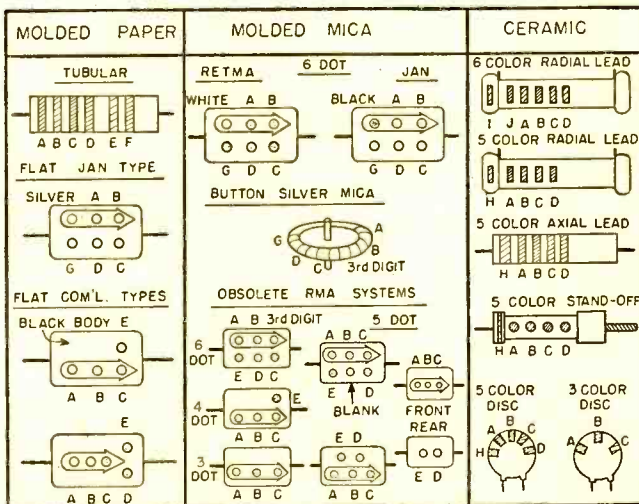 MOLDED PAPER
TUBULAR
A B C D E F
FLAT JAN TYPE
SILVER A B
G D C
FLAT COM'L. TYPES
BLACK BODY E
A B C
E
A B C D
MOLDED MICA
RETMA 6 DOT JAN
WHITE A B
G D C
BLACK A B
G D C
BUTTON SILVER MICA
A
B
G
D
C
3rd DIGIT
OBSOLETE RMA SYSTEMS
A B 3rd DIGIT
6 DOT
E D C
5 DOT
A B C
E D
BLANK
ABC
FRONT
REAR
E D
4 DOT
E
A B C
3 DOT
A B C
E D
A B C
CERAMIC
6 COLOR RADIAL LEAD
I J A B C D
5 COLOR RADIAL LEAD
H A B C D
5 COLOR AXIAL LEAD
H A B C D
5 COLOR STAND-OFF
H A B C D
5 COLOR DISC
H A B C D
3 COLOR DISC
A B C